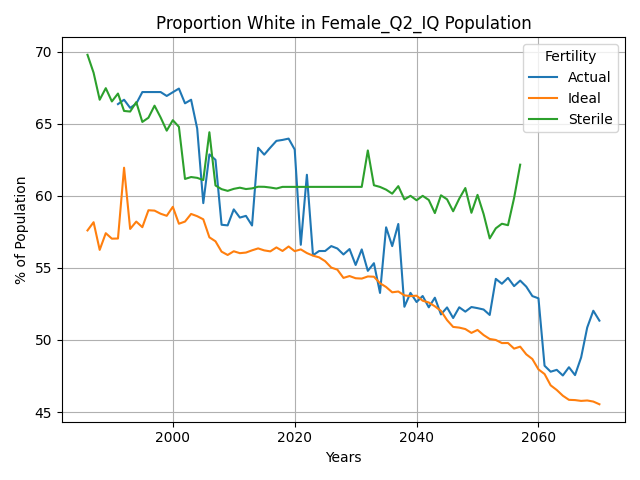 Proportion White in Female_Q2_IQ Population
% of Population
70
65
60
55
50
45
2000
2020
2040
2060
Years
Fertility
Actual
Ideal
Sterile